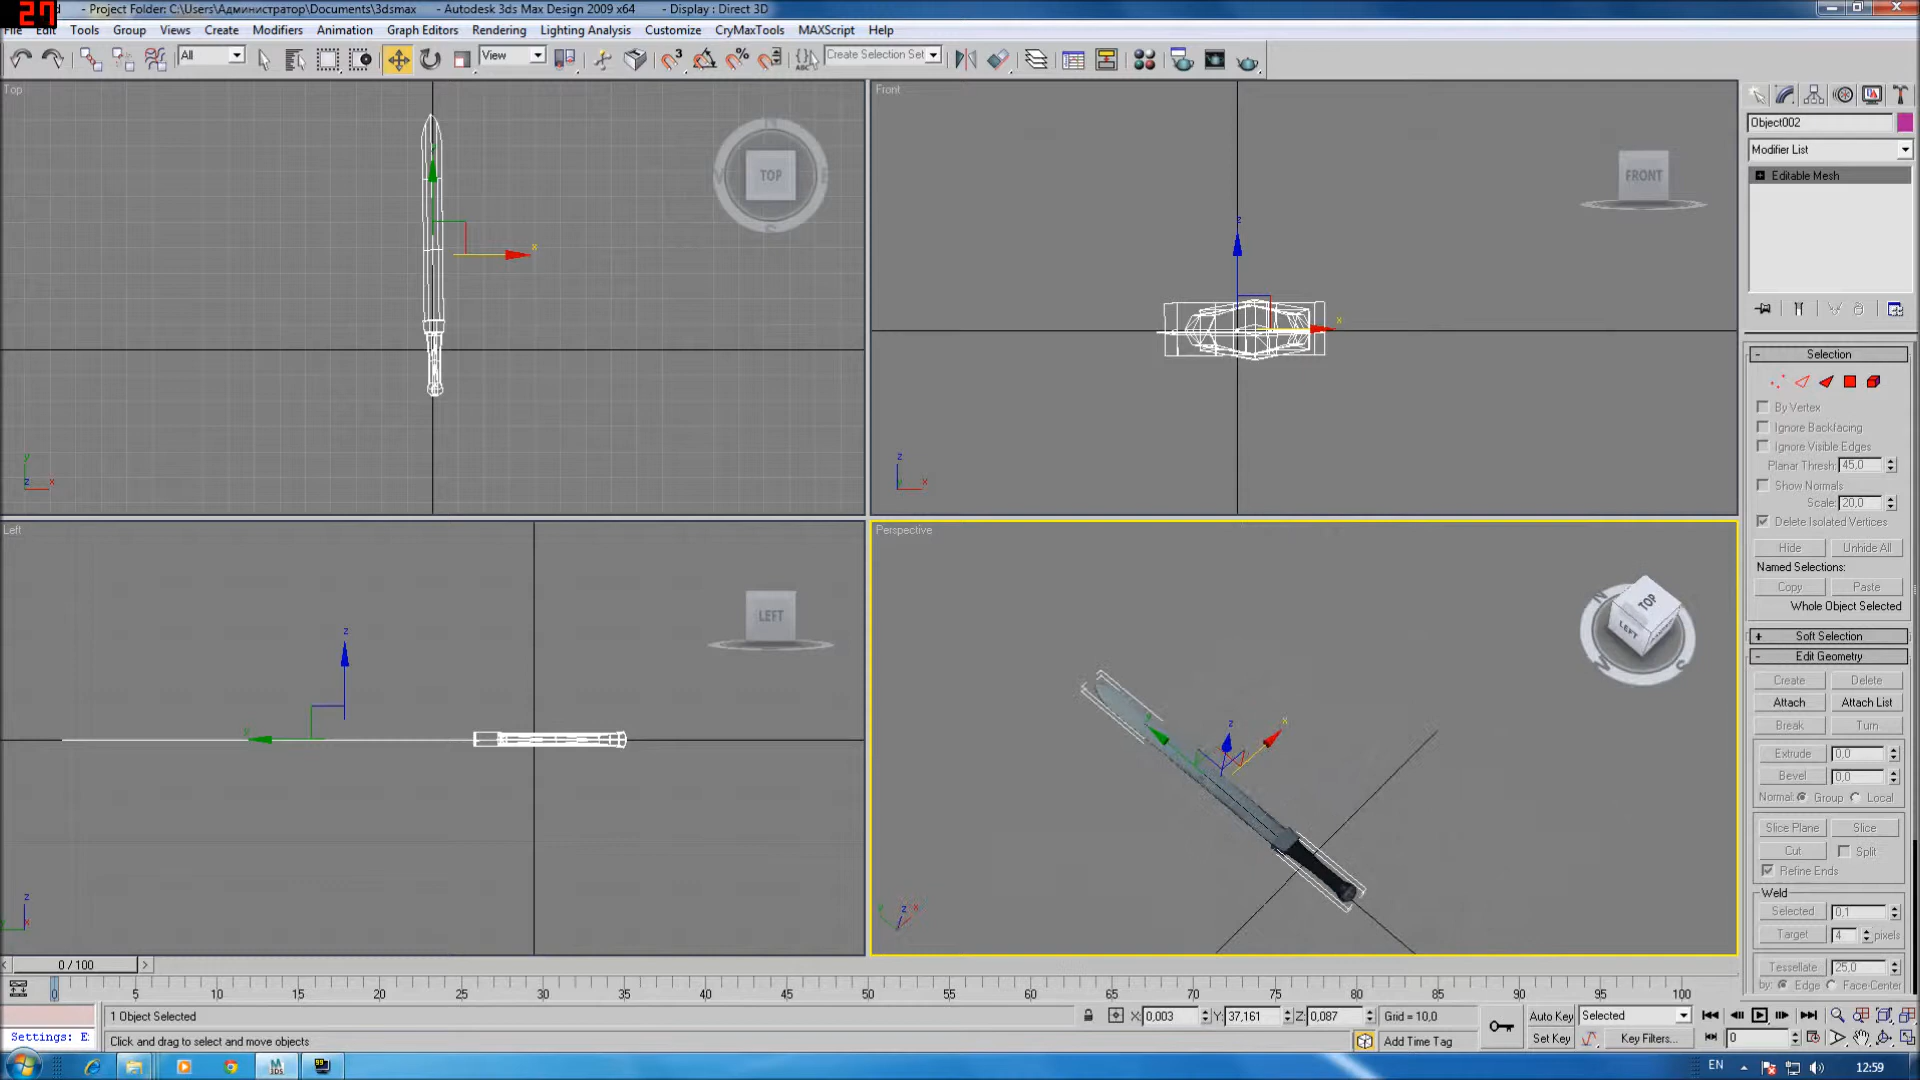 27
- Project Folder: C:\Users\Администратор\Documents\3dsmax - Autodesk 3ds Max Design 2009 x64 - Display : Direct 3D
File Edit Tools Group Views Create Modifiers Animation Graph Editors Rendering Lighting Analysis Customize CryMaxTools MAXScript Help
All View Create Selection Set
Top
TOP
Front
FRONT
Left
LEFT
Perspective
TOP
LEFT
Object002
Modifier List
Editable Mesh
Selection
By Vertex
Ignore Backfacing
Ignore Visible Edges
Planar Thresh: 45,0
Show Normals
Scale: 20,0
Delete Isolated Vertices
Hide Unhide All
Named Selections:
Copy Paste
Whole Object Selected
Soft Selection
Edit Geometry
Create Delete
Attach Attach List
Break Turn
Extrude 0,0
Bevel 0,0
Normal: Group Local
Slice Plane Slice
Cut Split
Refine Ends
Weld
Selected 0,1
Target 4 pixels
Tessellate 25,0
by: Edge Face-Center
0 / 100
0 5 10 15 20 25 30 35 40 45 50 55 60 65 70 75 80 85 90 95 100
1 Object Selected X: 0,003 Y: 37,161 Z: 0,087 Grid = 10,0 Auto Key Selected
Settings: E
Click and drag to select and move objects Add Time Tag Set Key Key Filters... 0
EN 12:59